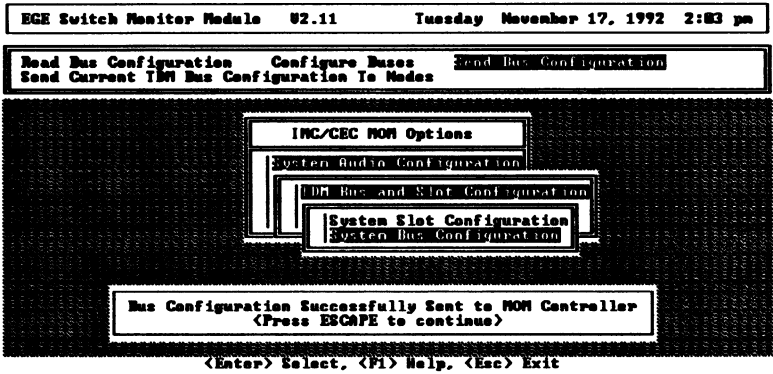 EGE Switch Monitor Module V2.11 Tuesday November 17, 1992 2:03 pm
Read Bus Configuration Configure Buses Send Bus Configuration
Send Current TDM Bus Configuration To Nodes
IMC/CEC MOM Options
System Audio Configuration
TDM Bus and Slot Configuration
System Slot Configuration
System Bus Configuration
Bus Configuration Successfully Sent to MOM Controller
<Press ESCAPE to continue>
<Enter> Select, <F1> Help, <Esc> Exit